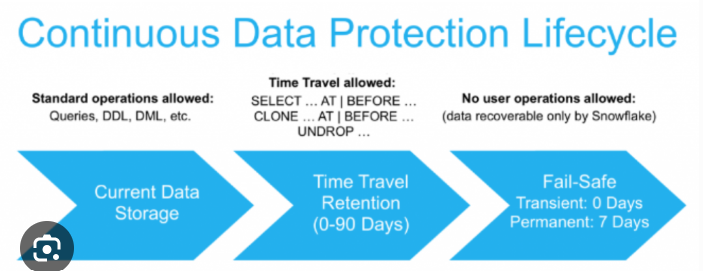 Continuous Data Protection Lifecycle
Standard operations allowed:
Queries, DDL, DML, etc.
Time Travel allowed:
SELECT ... AT | BEFORE ...
CLONE ... AT | BEFORE ...
UNDROP ...
No user operations allowed:
(data recoverable only by Snowflake)
Current Data
Storage
Time Travel
Retention
(0-90 Days)
Fail-Safe
Transient: 0 Days
Permanent: 7 Days